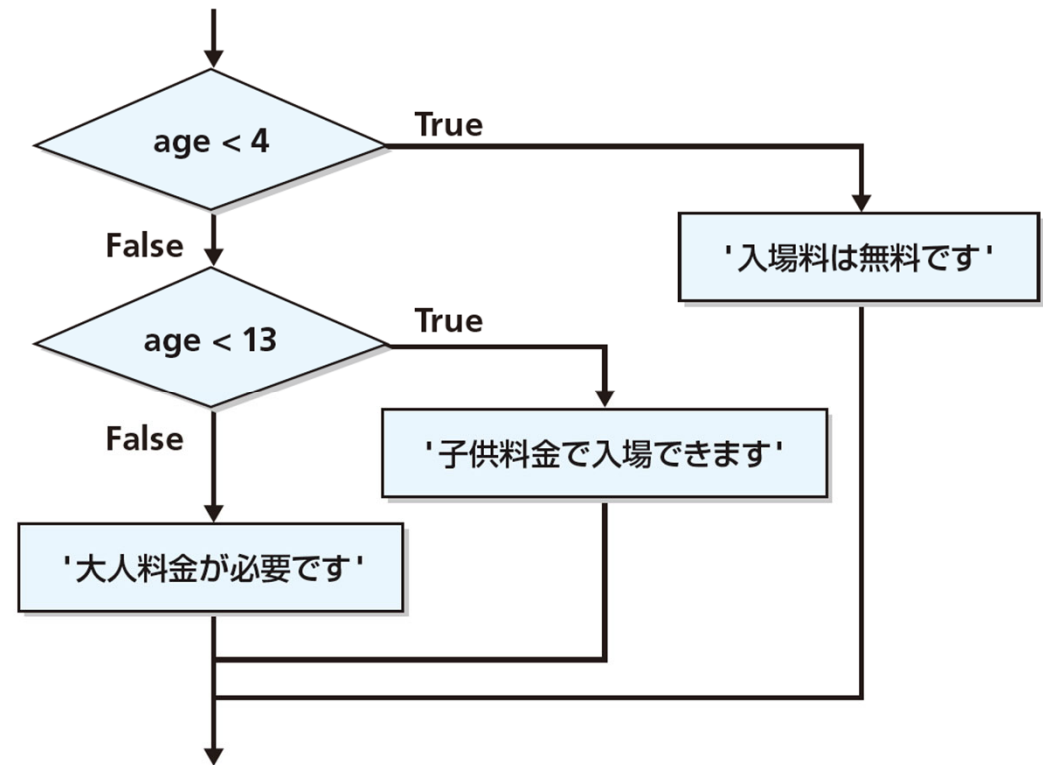 age < 4
True
'入場料は無料です'
False
age < 13
True
'子供料金で入場できます'
False
'大人料金が必要です'